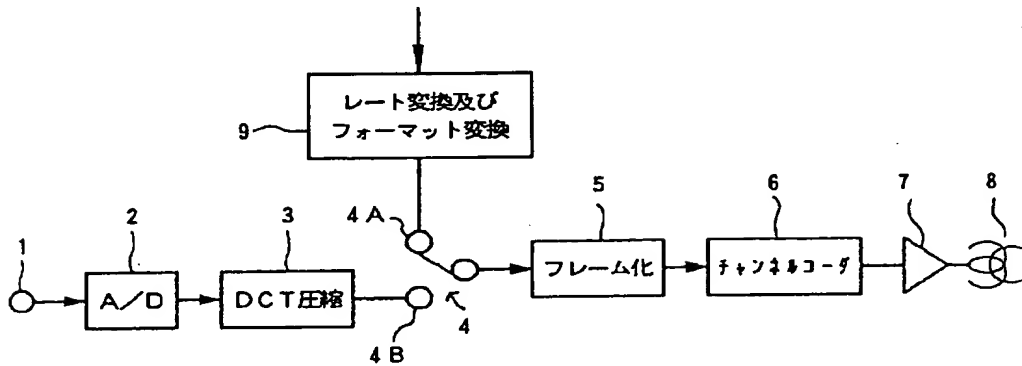 レート変換及び
フォーマット変換
9
4A
5
6
7
8
1
2
3
A/D
DCT圧縮
フレーム化
チャンネルコーダ
4
4B